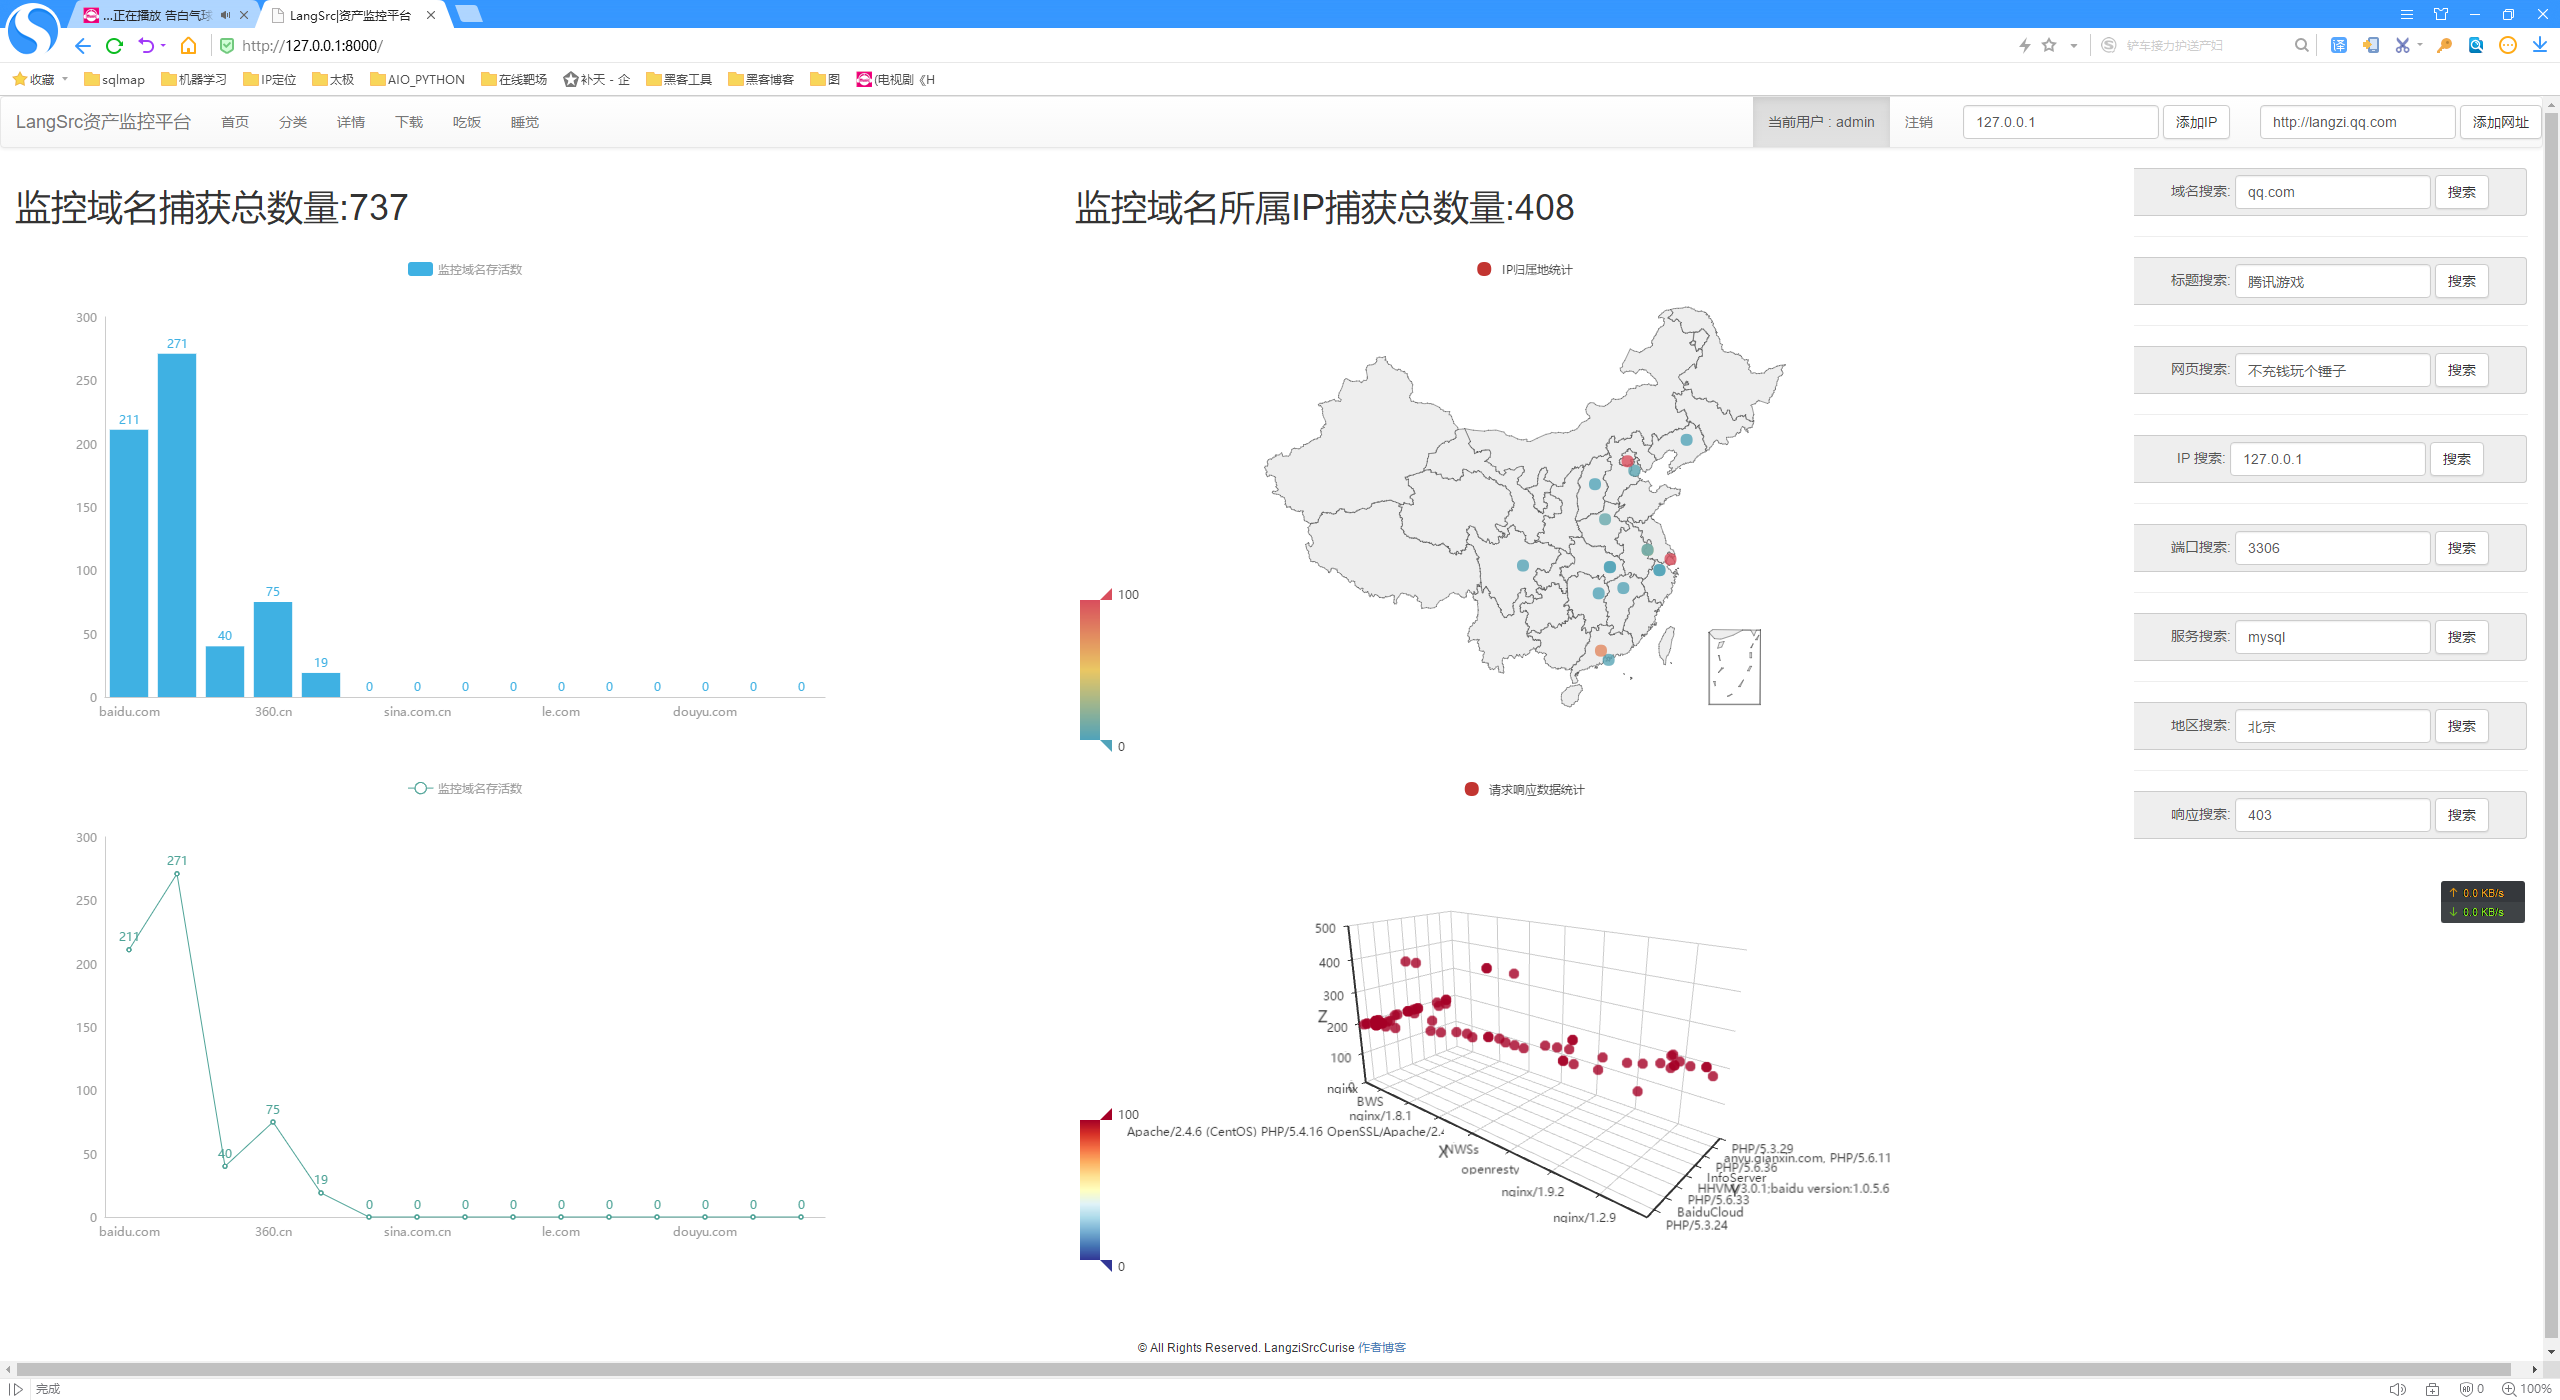 ...正在播放 告白气球
LangSrc|资产监控平台
http://127.0.0.1:8000/
铲车接力护送产妇
收藏 sqlmap 机器学习 IP定位 太极 AIO_PYTHON 在线靶场 补天 - 企 黑客工具 黑客博客 图 (电视剧《H
LangSrc资产监控平台 首页 分类 详情 下载 吃饭 睡觉 当前用户 : admin 注销 127.0.0.1 添加IP http://langzi.qq.com 添加网址
监控域名捕获总数量:737
监控域名存活数
300
250
200
150
100
50
0
211 271 40 75 19 0 0 0 0 0 0 0 0 0 0
baidu.com 360.cn sina.com.cn le.com douyu.com
监控域名存活数
300
250
200
150
100
50
0
211 271 40 75 19 0 0 0 0 0 0 0 0 0 0
baidu.com 360.cn sina.com.cn le.com douyu.com
监控域名所属IP捕获总数量:408
IP归属地统计
100
0
请求响应数据统计
500
400
300
Z
200
100
0
nginx
BWS
nginx/1.8.1
Apache/2.4.6 (CentOS) PHP/5.4.16 OpenSSL/Apache/2.4
X
NWSs
openresty
nginx/1.9.2
nginx/1.2.9
PHP/5.3.29
anyu.qianxin.com, PHP/5.6.11
PHP/5.6.36
InfoServer
HHVM/3.0.1;baidu version:1.0.5.6
Y
PHP/5.6.33
BaiduCloud
PHP/5.3.24
100
0
域名搜索: qq.com 搜索
标题搜索: 腾讯游戏 搜索
网页搜索: 不充钱玩个锤子 搜索
IP 搜索: 127.0.0.1 搜索
端口搜索: 3306 搜索
服务搜索: mysql 搜索
地区搜索: 北京 搜索
响应搜索: 403 搜索
↑ 0.0 KB/s
↓ 0.0 KB/s
© All Rights Reserved. LangziSrcCurise 作者博客
完成
0
100%